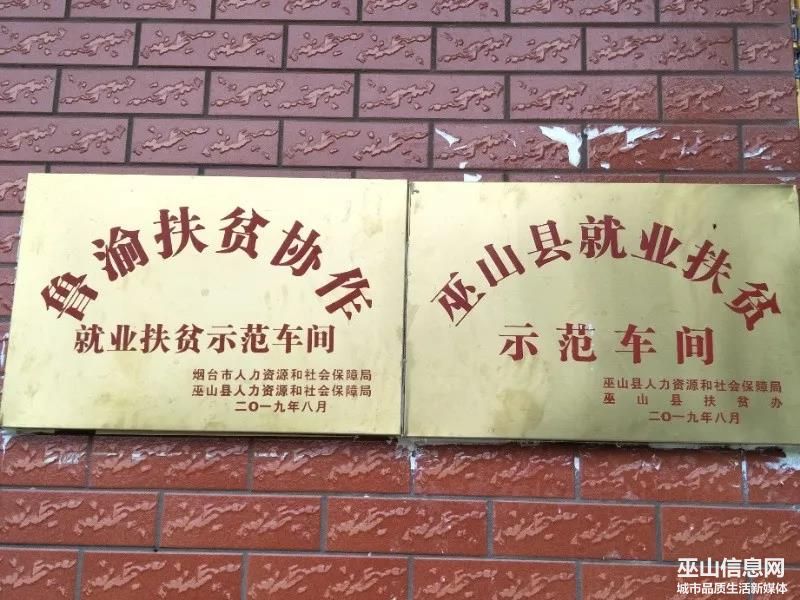 鲁渝扶贫协作
就业扶贫示范车间
烟台市人力资源和社会保障局
巫山县人力资源和社会保障局
二〇一九年八月
巫山县就业扶贫
示范车间
巫山县人力资源和社会保障局
巫山县扶贫办
二〇一九年八月
巫山信息网
城市品质生活新媒体